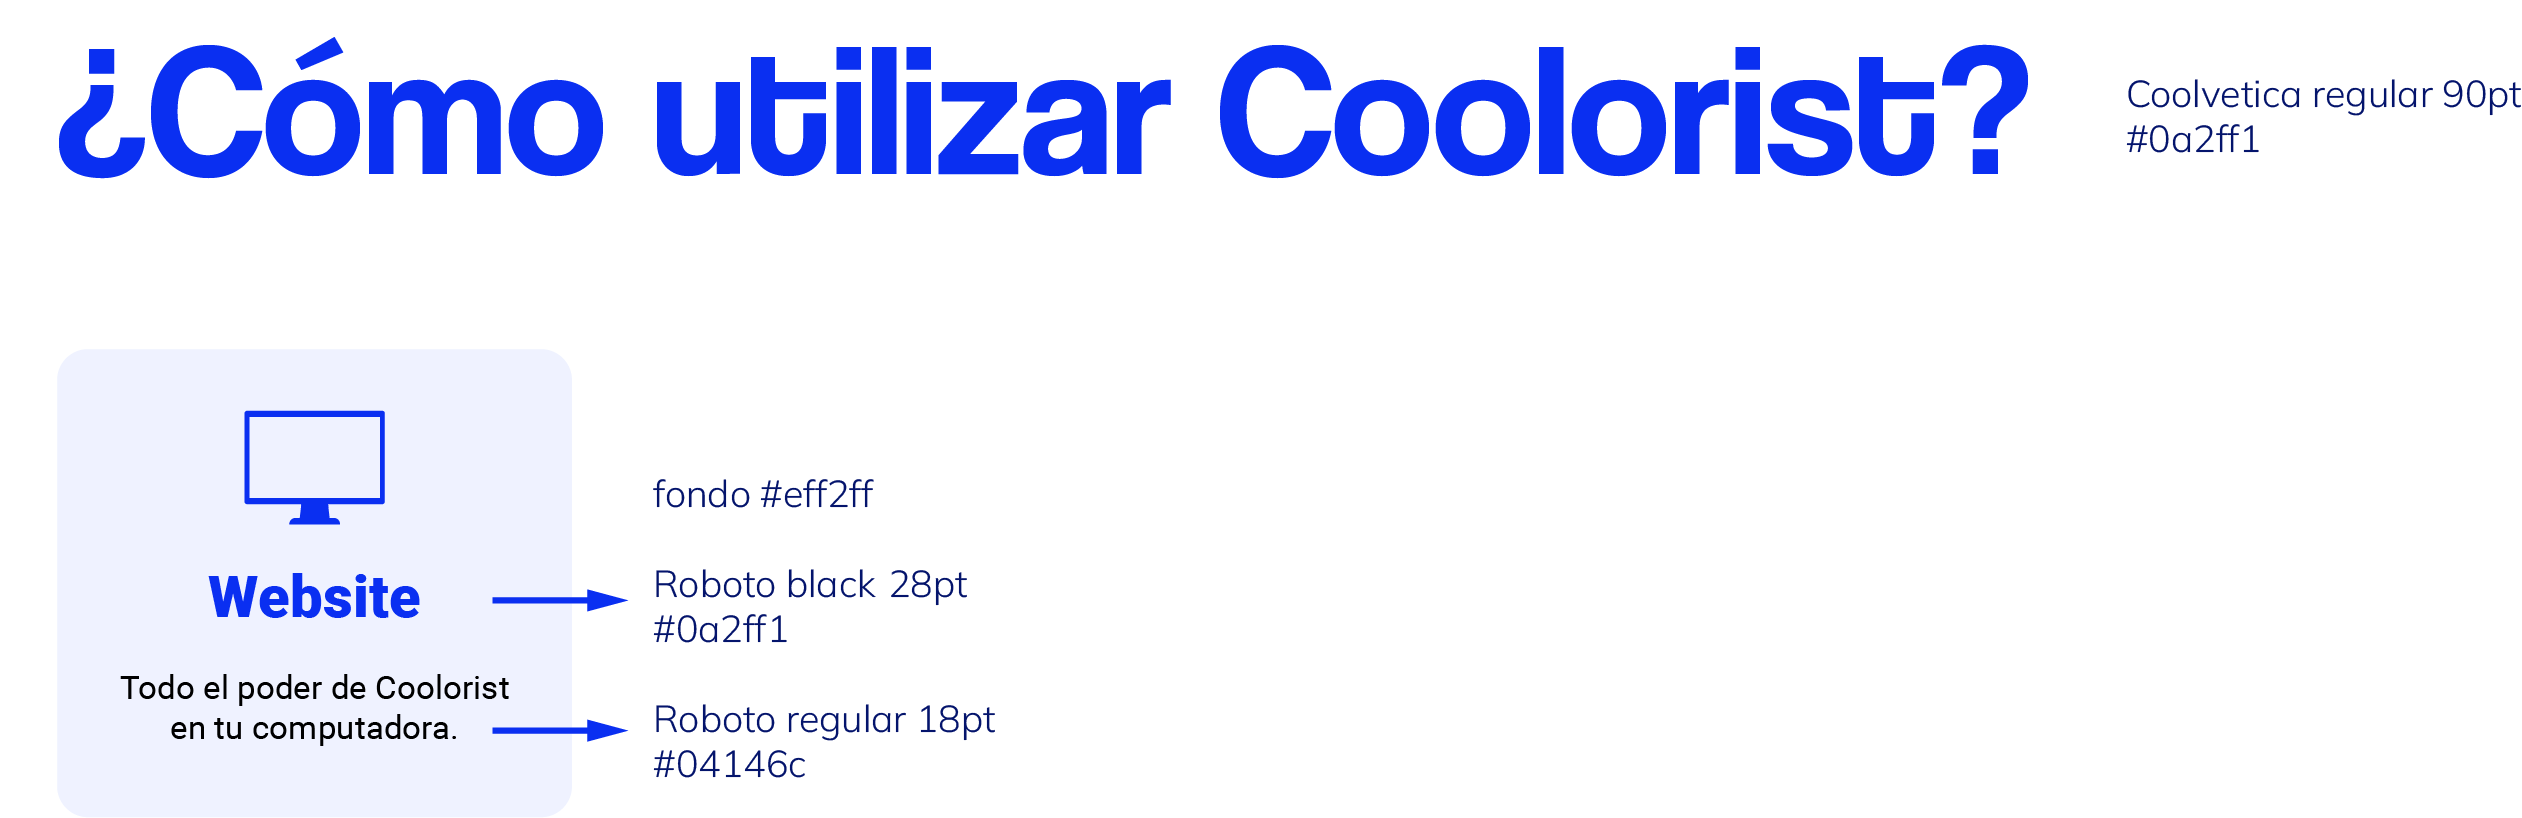 ¿Cómo utilizar Coolorist?
Coolvetica regular 90pt
#0a2ff1
fondo #eff2ff
Website
Roboto black 28pt
#0a2ff1
Todo el poder de Coolorist
en tu computadora.
Roboto regular 18pt
#04146c